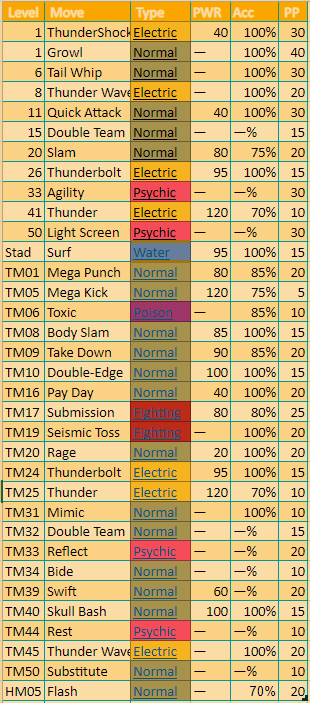 Level Move Type PWR Acc PP
1 ThunderShock Electric 40 100% 30
1 Growl Normal — 100% 40
6 Tail Whip Normal — 100% 30
8 Thunder Wave Electric — 100% 20
11 Quick Attack Normal 40 100% 30
15 Double Team Normal — —% 15
20 Slam Normal 80 75% 20
26 Thunderbolt Electric 95 100% 15
33 Agility Psychic — —% 30
41 Thunder Electric 120 70% 10
50 Light Screen Psychic — —% 30
Stad Surf Water 95 100% 15
TM01 Mega Punch Normal 80 85% 20
TM05 Mega Kick Normal 120 75% 5
TM06 Toxic Poison — 85% 10
TM08 Body Slam Normal 85 100% 15
TM09 Take Down Normal 90 85% 20
TM10 Double-Edge Normal 100 100% 15
TM16 Pay Day Normal 40 100% 20
TM17 Submission Fighting 80 80% 25
TM19 Seismic Toss Fighting — 100% 20
TM20 Rage Normal 20 100% 20
TM24 Thunderbolt Electric 95 100% 15
TM25 Thunder Electric 120 70% 10
TM31 Mimic Normal — 100% 10
TM32 Double Team Normal — —% 15
TM33 Reflect Psychic — —% 20
TM34 Bide Normal — —% 10
TM39 Swift Normal 60 —% 20
TM40 Skull Bash Normal 100 100% 15
TM44 Rest Psychic — —% 10
TM45 Thunder Wave Electric — 100% 20
TM50 Substitute Normal — —% 10
HM05 Flash Normal — 70% 20